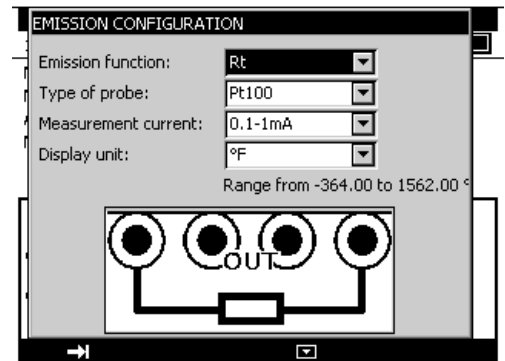 EMISSION CONFIGURATION
Emission function: Rt
Type of probe: Pt100
Measurement current: 0.1-1mA
Display unit: °F
Range from -364.00 to 1562.00 °
OUT